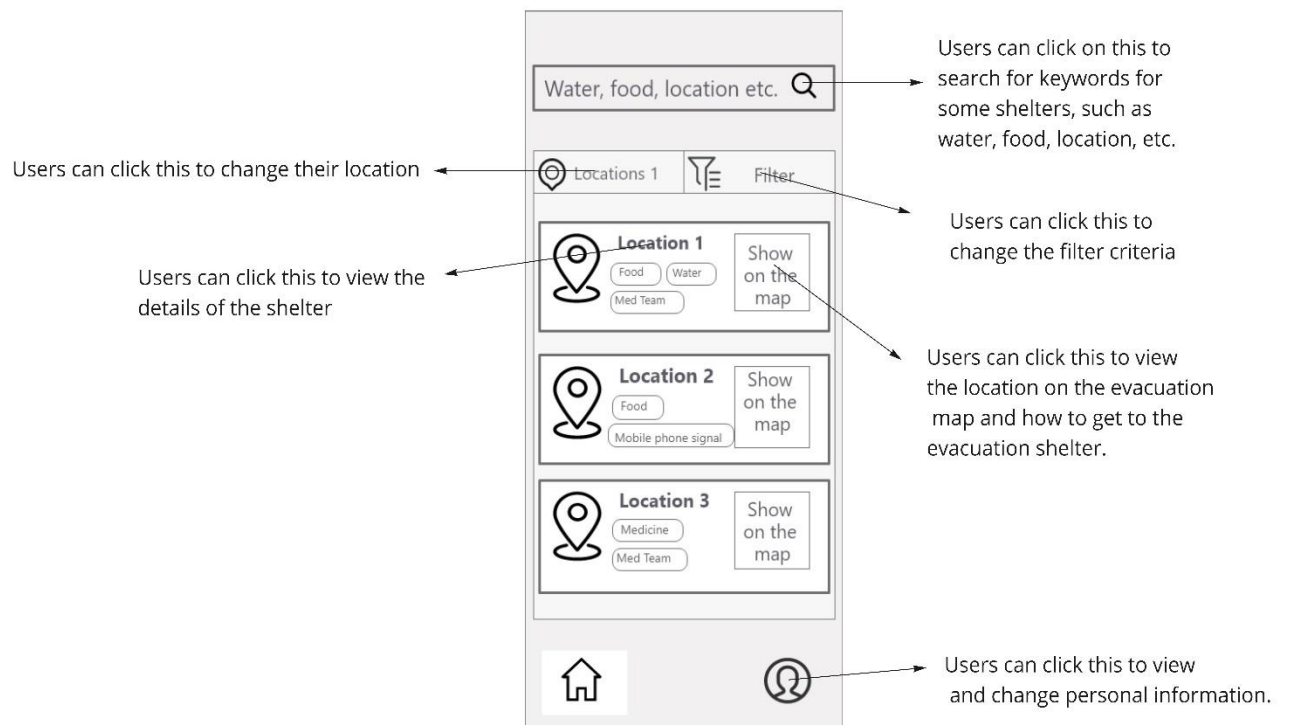 Users can click on this to
search for keywords for
some shelters, such as
water, food, location, etc.
Water, food, location etc.
Users can click this to change their location
Locations 1
Filter
Users can click this to
change the filter criteria
Users can click this to view the
details of the shelter
Location 1
Food
Water
Med Team
Show
on the
map
Users can click this to view
the location on the evacuation
map and how to get to the
evacuation shelter.
Location 2
Food
Mobile phone signal
Show
on the
map
Location 3
Medicine
Med Team
Show
on the
map
Users can click this to view
and change personal information.